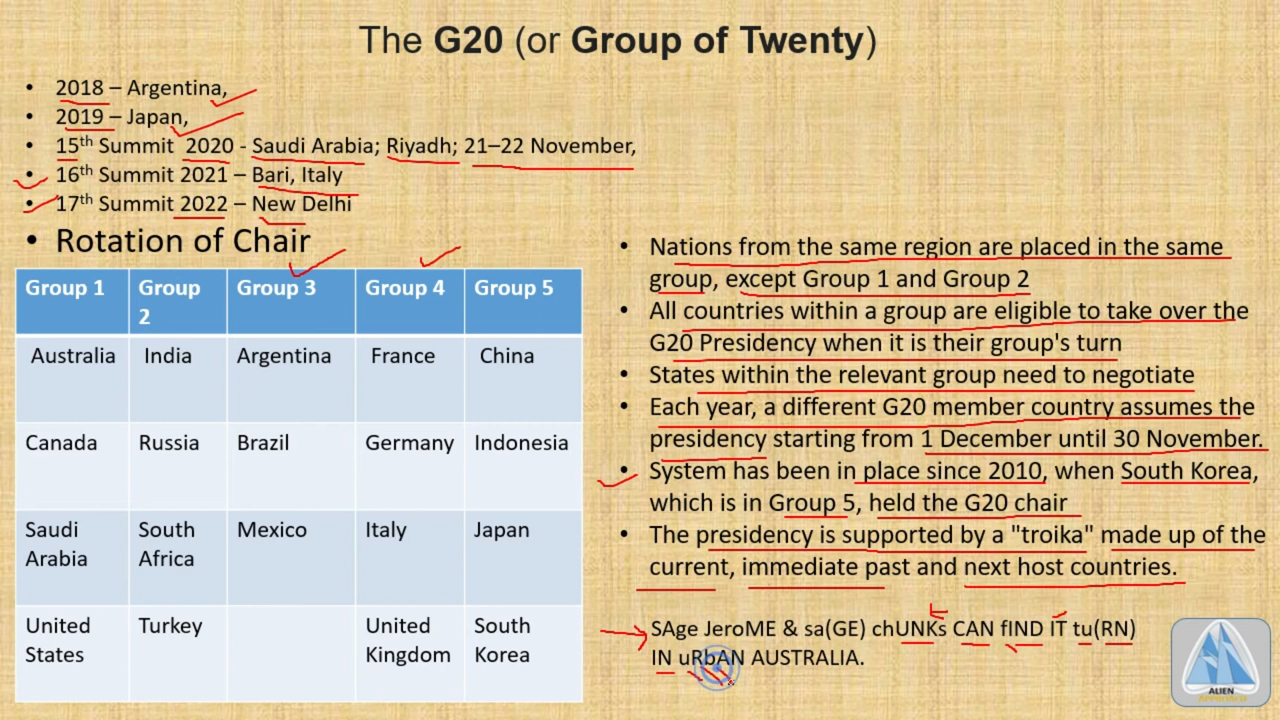 The G20 (or Group of Twenty)
• 2018 – Argentina,
• 2019 – Japan,
• 15th Summit 2020 - Saudi Arabia; Riyadh; 21–22 November,
• 16th Summit 2021 – Bari, Italy
• 17th Summit 2022 – New Delhi
• Rotation of Chair
Group 1 Group 2 Group 3 Group 4 Group 5
Australia India Argentina France China
Canada Russia Brazil Germany Indonesia
Saudi Arabia South Africa Mexico Italy Japan
United States Turkey United Kingdom South Korea
• Nations from the same region are placed in the same
group, except Group 1 and Group 2
• All countries within a group are eligible to take over the
G20 Presidency when it is their group's turn
• States within the relevant group need to negotiate
• Each year, a different G20 member country assumes the
presidency starting from 1 December until 30 November.
• System has been in place since 2010, when South Korea,
which is in Group 5, held the G20 chair
• The presidency is supported by a "troika" made up of the
current, immediate past and next host countries.
SAge JeroME & sa(GE) chUNKs CAN fIND IT tu(RN)
IN uRbAN AUSTRALIA.
ALIEN